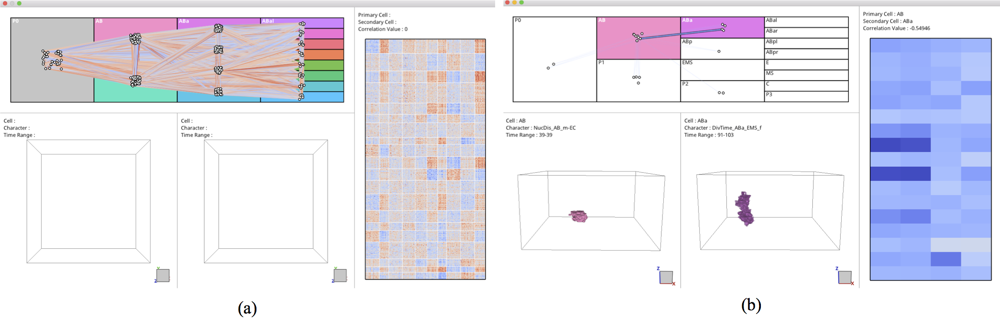 P0
AB
ABa
ABal
Primary Cell :
Secondary Cell :
Correlation Value : 0
Cell :
Character :
Time Range :
Cell :
Character :
Time Range :
Y
Z
Y
Z
(a)
P0
AB
ABa
ABal
ABar
ABp
ABpl
ABpr
P1
EMS
E
MS
P2
C
P3
Primary Cell : AB
Secondary Cell : ABa
Correlation Value : -0.54946
Cell : AB
Character : NucDis_AB_m-EC
Time Range : 39-39
Cell : ABa
Character : DivTime_ABa_EMS_f
Time Range : 91-103
Z
X
Z
X
(b)